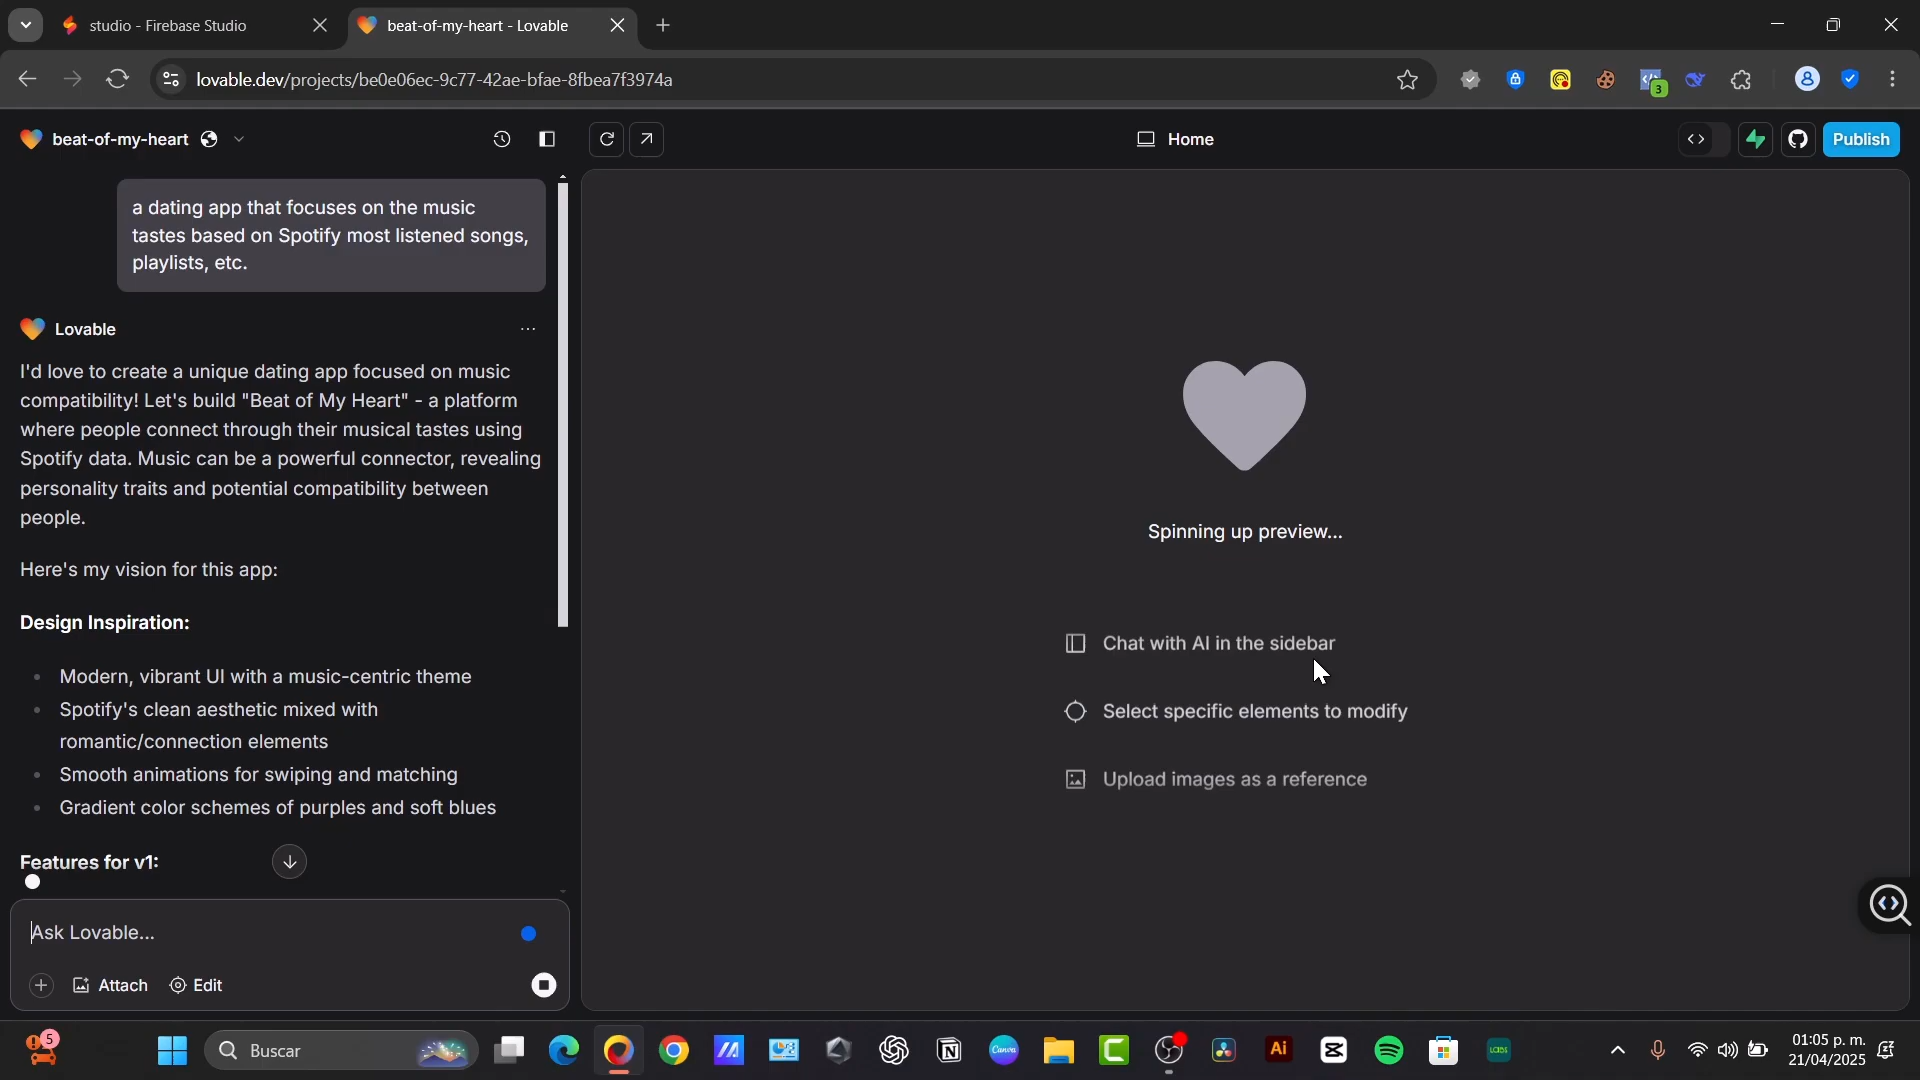 studio - Firebase Studio
beat-of-my-heart - Lovable
lovable.dev/projects/be0e06ec-9c77-42ae-bfae-8fbea7f3974a
3
beat-of-my-heart
Home
Publish
a dating app that focuses on the music
tastes based on Spotify most listened songs,
playlists, etc.
Lovable
I'd love to create a unique dating app focused on music
compatibility! Let's build "Beat of My Heart" - a platform
where people connect through their musical tastes using
Spotify data. Music can be a powerful connector, revealing
personality traits and potential compatibility between
people.
Here's my vision for this app:
Design Inspiration:
Modern, vibrant UI with a music-centric theme
Spotify's clean aesthetic mixed with
romantic/connection elements
Smooth animations for swiping and matching
Gradient color schemes of purples and soft blues
Features for v1:
Ask Lovable...
Attach
Edit
Spinning up preview...
Chat with AI in the sidebar
Select specific elements to modify
Upload images as a reference
5
Buscar
Canva
Ai
LABS
01:05 p. m.
21/04/2025